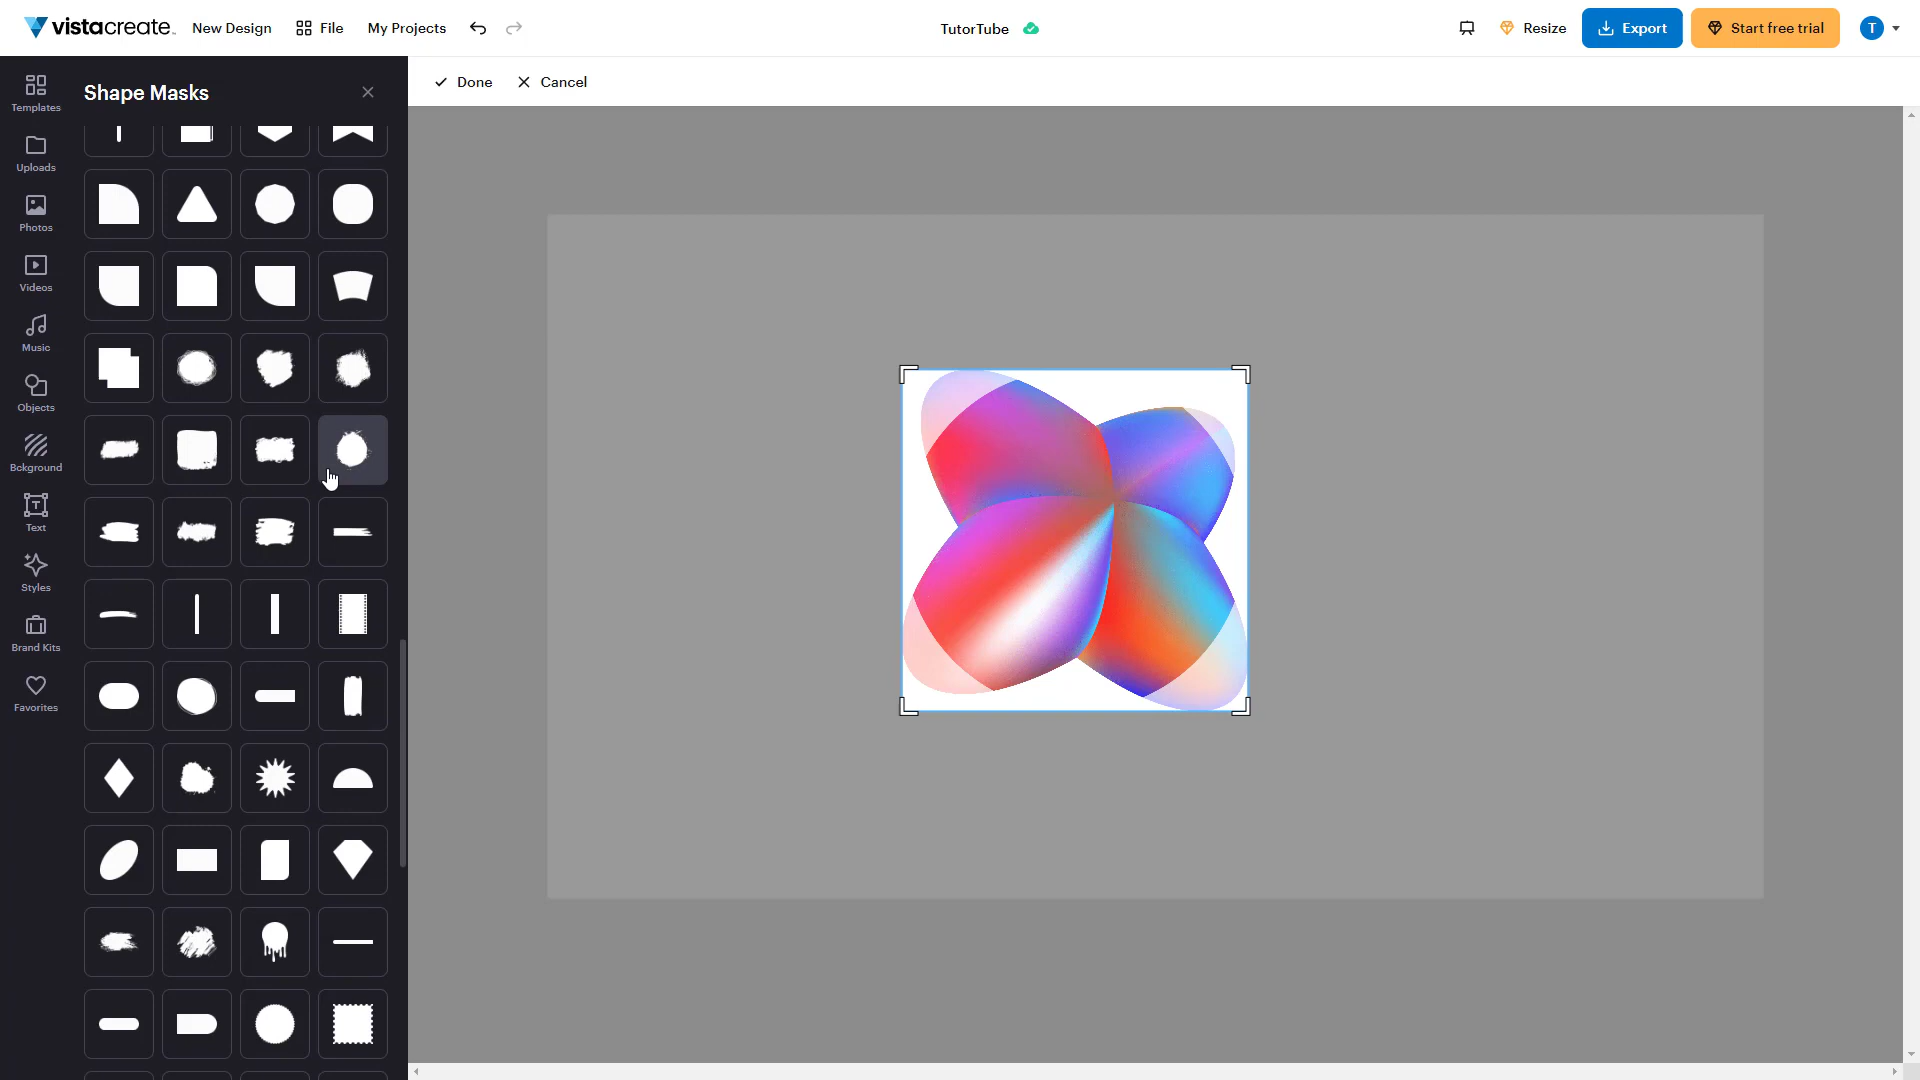 vistacreate
New Design
File
My Projects
TutorTube
Resize
Export
Start free trial
T
Templates
Uploads
Photos
Videos
Music
Objects
Bckground
Text
Styles
Brand Kits
Favorites
Shape Masks
Done
Cancel